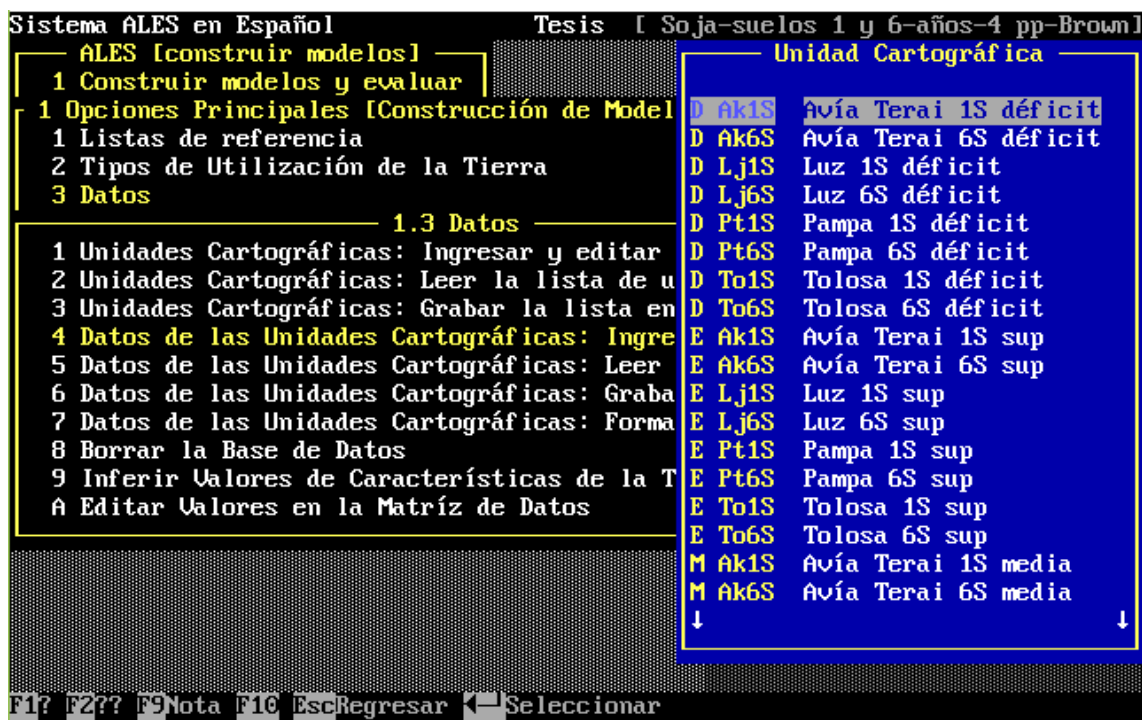 Sistema ALES en Español Tesis [ Soja-suelos 1 y 6-años-4 pp-Brown]
ALES [construir modelos]
1 Construir modelos y evaluar
1 Opciones Principales [Construcción de Model
1 Listas de referencia
2 Tipos de Utilización de la Tierra
3 Datos
1.3 Datos
1 Unidades Cartográficas: Ingresar y editar
2 Unidades Cartográficas: Leer la lista de u
3 Unidades Cartográficas: Grabar la lista en
4 Datos de las Unidades Cartográficas: Ingre
5 Datos de las Unidades Cartográficas: Leer
6 Datos de las Unidades Cartográficas: Graba
7 Datos de las Unidades Cartográficas: Forma
8 Borrar la Base de Datos
9 Inferir Valores de Características de la T
A Editar Valores en la Matríz de Datos
Unidad Cartográfica
D Ak1S Avía Terai 1S déficit
D Ak6S Avía Terai 6S déficit
D Lj1S Luz 1S déficit
D Lj6S Luz 6S déficit
D Pt1S Pampa 1S déficit
D Pt6S Pampa 6S déficit
D To1S Tolosa 1S déficit
D To6S Tolosa 6S déficit
E Ak1S Avía Terai 1S sup
E Ak6S Avía Terai 6S sup
E Lj1S Luz 1S sup
E Lj6S Luz 6S sup
E Pt1S Pampa 1S sup
E Pt6S Pampa 6S sup
E To1S Tolosa 1S sup
E To6S Tolosa 6S sup
M Ak1S Avía Terai 1S media
M Ak6S Avía Terai 6S media
↓ ↓
F1? F2?? F9Nota F10 EscRegresar ◄─┘Seleccionar